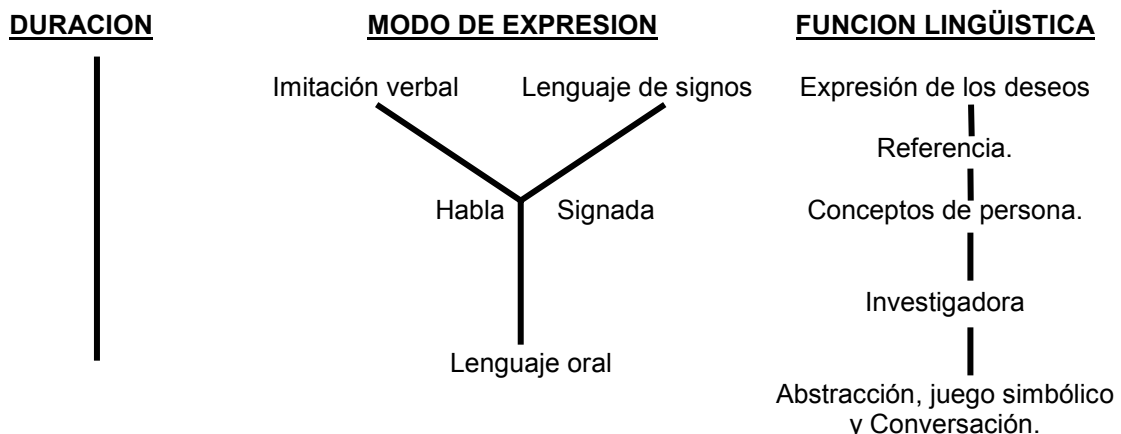 DURACION
MODO DE EXPRESION
FUNCION LINGÜISTICA
Imitación verbal
Lenguaje de signos
Expresión de los deseos
Referencia.
Habla
Signada
Conceptos de persona.
Investigadora
Lenguaje oral
Abstracción, juego simbólico
y Conversación.